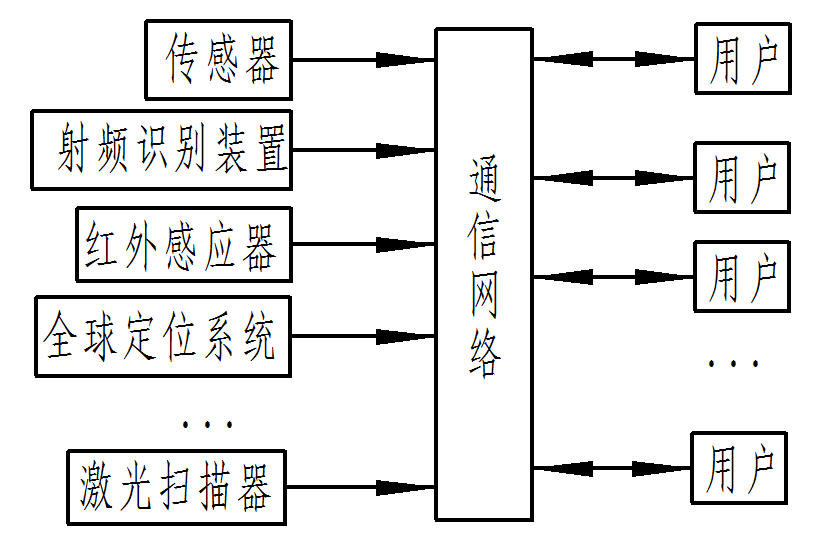 传感器
射频识别装置
红外感应器
全球定位系统
...
激光扫描器
通信网络
用户
用户
用户
...
用户